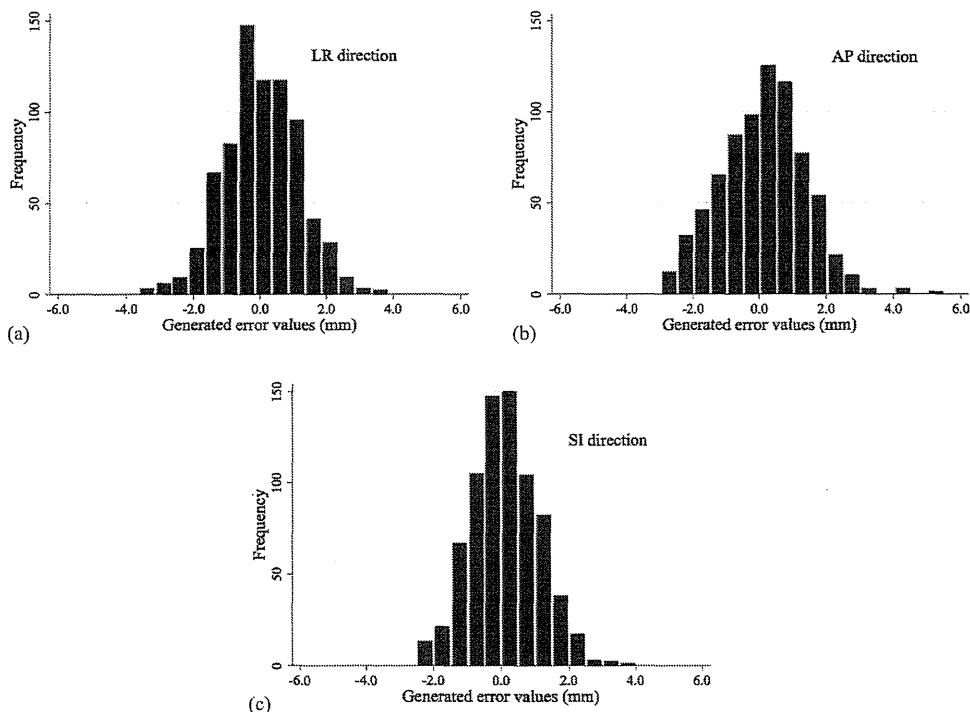 150
100
50
0
Frequency
LR direction
-6.0 -4.0 -2.0 0.0 2.0 4.0 6.0
Generated error values (mm)
(a)
150
100
50
0
Frequency
AP direction
-6.0 -4.0 -2.0 0.0 2.0 4.0 6.0
Generated error values (mm)
(b)
150
100
50
0
Frequency
SI direction
-6.0 -4.0 -2.0 0.0 2.0 4.0 6.0
Generated error values (mm)
(c)